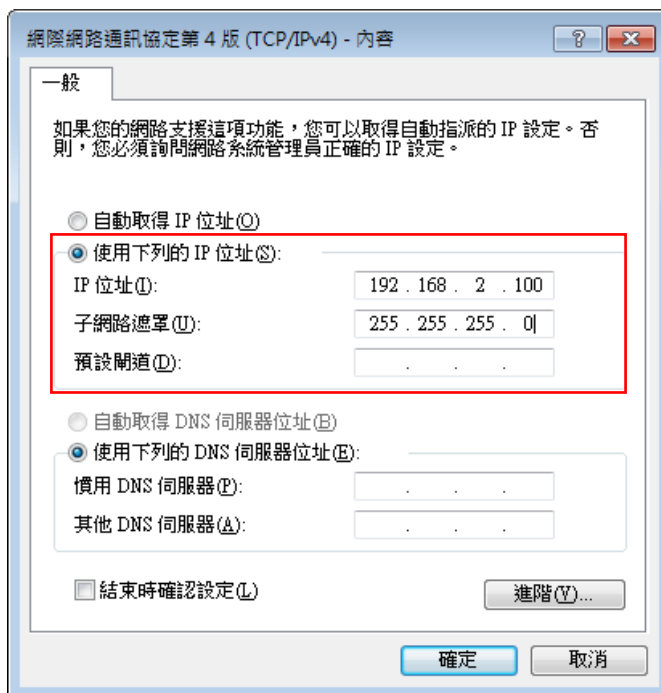 網際網路通訊協定第 4 版 (TCP/IPv4) - 內容
一般
如果您的網路支援這項功能，您可以取得自動指派的 IP 設定。否
則，您必須詢問網路系統管理員正確的 IP 設定。
自動取得 IP 位址(O)
使用下列的 IP 位址(S):
IP 位址(I): 192 . 168 . 2 . 100
子網路遮罩(U): 255 . 255 . 255 . 0
預設閘道(D): . . .
自動取得 DNS 伺服器位址(B)
使用下列的 DNS 伺服器位址(E):
慣用 DNS 伺服器(P): . . .
其他 DNS 伺服器(A): . . .
結束時確認設定(L)
進階(V)...
確定
取消